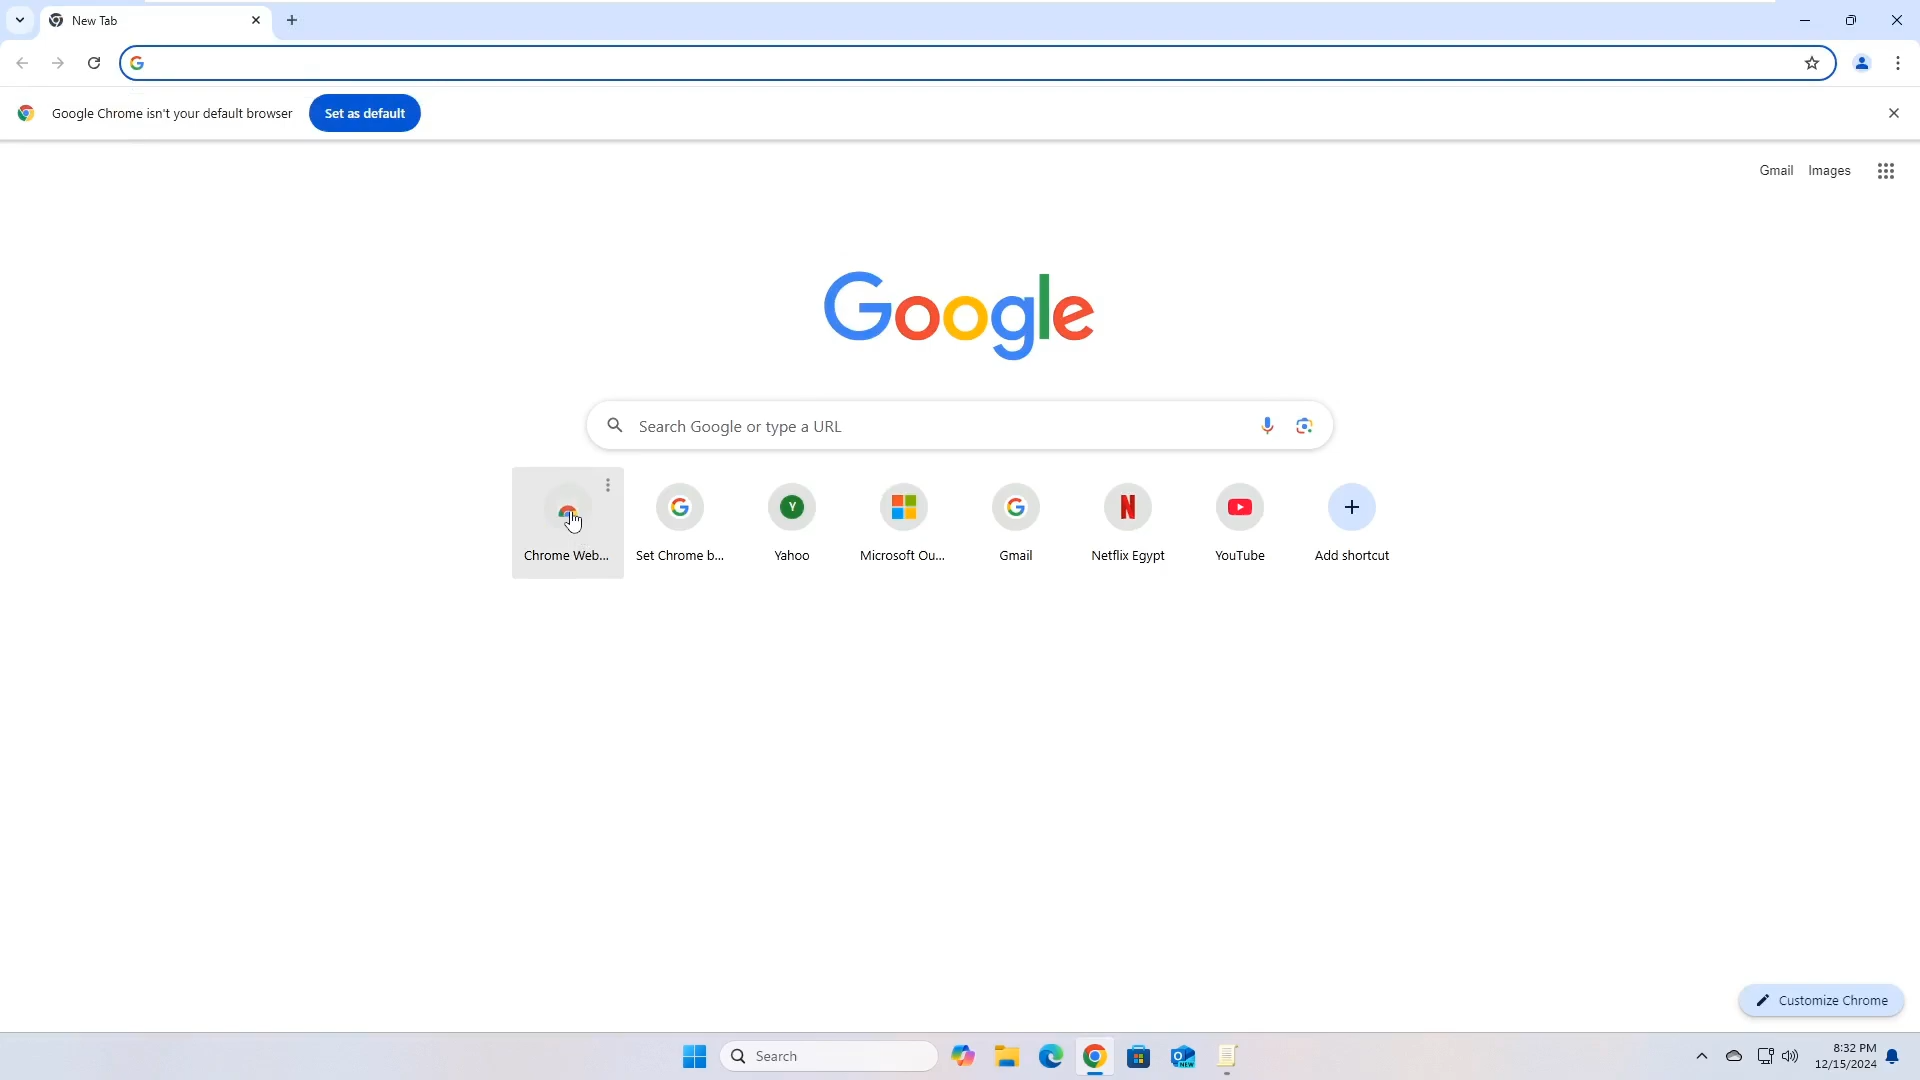 New Tab
Google Chrome isn't your default browser
Set as default
Gmail
Images
Google
Search Google or type a URL
Chrome Web...
Set Chrome b...
Y
Yahoo
Microsoft Ou...
Gmail
Netflix Egypt
YouTube
Add shortcut
Customize Chrome
Search
NEW
8:32 PM
12/15/2024